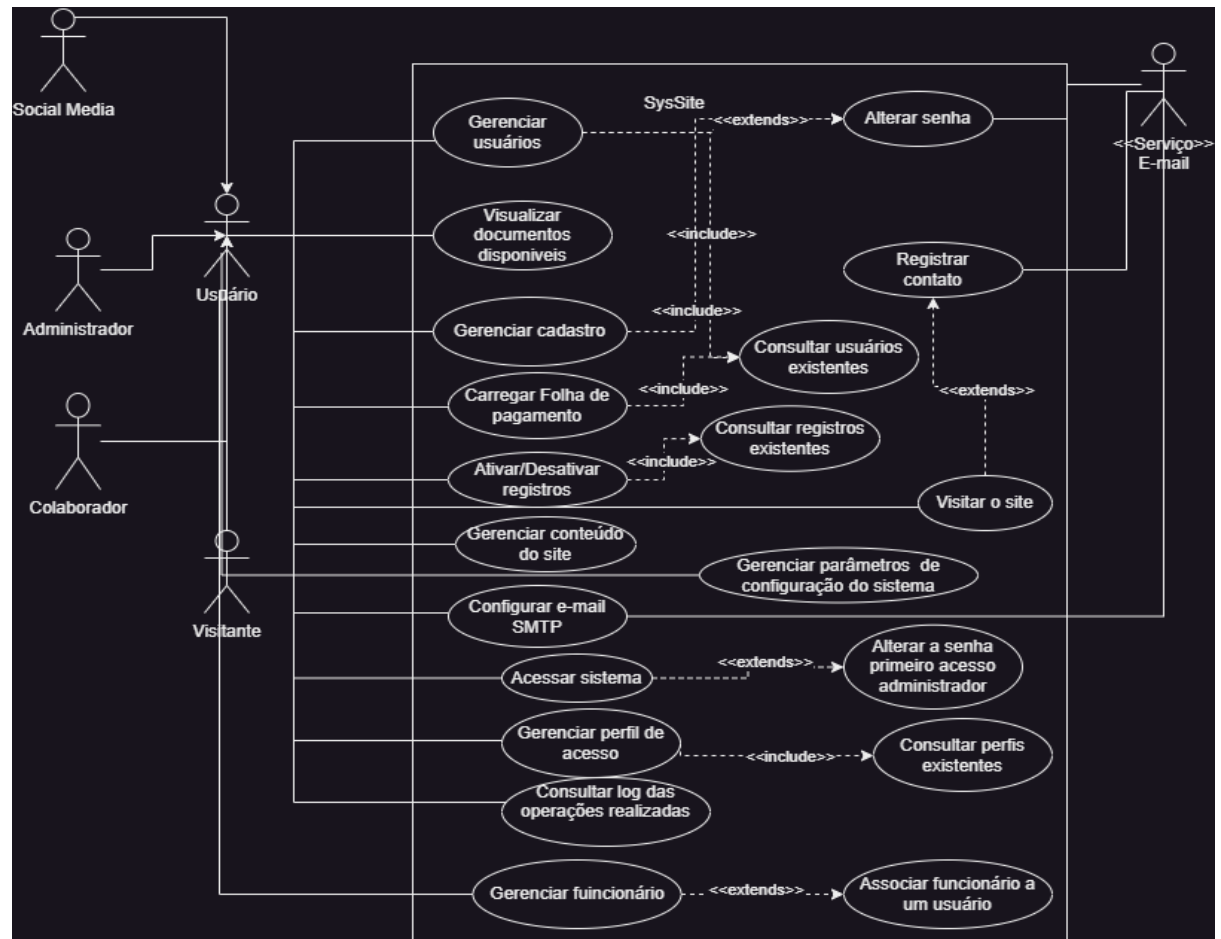 Social Media
SysSite
Gerenciar
usuários
<<extends>>
Alterar senha
<<Serviço>>
E-mail
Visualizar
documentos
disponiveis
<<include>>
Registrar
contato
Usuário
Administrador
Gerenciar cadastro
<<include>>
Consultar usuários
existentes
Carregar Folha de
pagamento
<<include>>
<<extends>>
Consultar registros
existentes
Colaborador
Ativar/Desativar
registros
<<include>>
Visitar o site
Gerenciar conteúdo
do site
Gerenciar parâmetros de
configuração do sistema
Visitante
Configurar e-mail
SMTP
Acessar sistema
<<extends>>
Alterar a senha
primeiro acesso
administrador
Gerenciar perfil de
acesso
<<include>>
Consultar perfis
existentes
Consultar log das
operações realizadas
Gerenciar fuincionário
<<extends>>
Associar funcionário a
um usuário